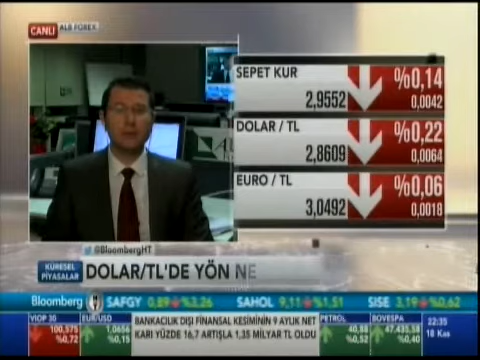 CANLI
ALB FOREX
SEPET KUR
2,9552
%0,14
0,0042
DOLAR / TL
2,8609
%0,22
0,0064
EURO / TL
3,0492
%0,06
0,0018
@BloombergHT
KÜRESEL PİYASALAR
DOLAR/TL'DE YÖN NE
Bloomberg
SAFGY 0,89 %3,26 SAHOL 9,11 %1,51 SISE 3,19 %0,62
VIOP 30
100,575
%0,72
EUR/USD
1,0656
%0,15
BANKACILIK DIŞI FİNANSAL KESİMİNİN 9 AYLIK NET
KARI YÜZDE 16,7 ARTIŞLA 1,35 MİLYAR TL OLDU
PETROL
40,88
%0,52
BOVESPA
47.435,58
%0,40
22:35
18 Kas